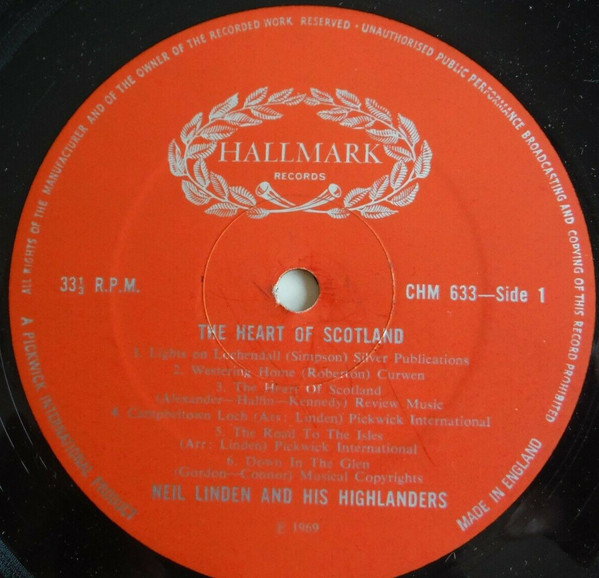 ALL RIGHTS OF THE MANUFACTURER AND OF THE OWNER OF THE RECORDED WORK RESERVED · UNAUTHORISED PUBLIC PERFORMANCE BROADCASTING AND COPYING OF THIS RECORD PROHIBITED
HALLMARK
RECORDS
33⅓ R.P.M.
CHM 633—Side 1
THE HEART OF SCOTLAND
1. Lights on Lochendall (Simpson) Silver Publications
2. Westering Home (Roberton) Curwen
3. The Heart Of Scotland
(Alexander—Halfin—Kennedy) Review Music
4. Campbeltown Loch (Arr: Linden) Pickwick International
5. The Road To The Isles
(Arr: Linden) Pickwick International
6. Down In The Glen
(Gordon—Connor) Musical Copyrights
NEIL LINDEN AND HIS HIGHLANDERS
℗ 1969
A PICKWICK INTERNATIONAL PRODUCT
MADE IN ENGLAND